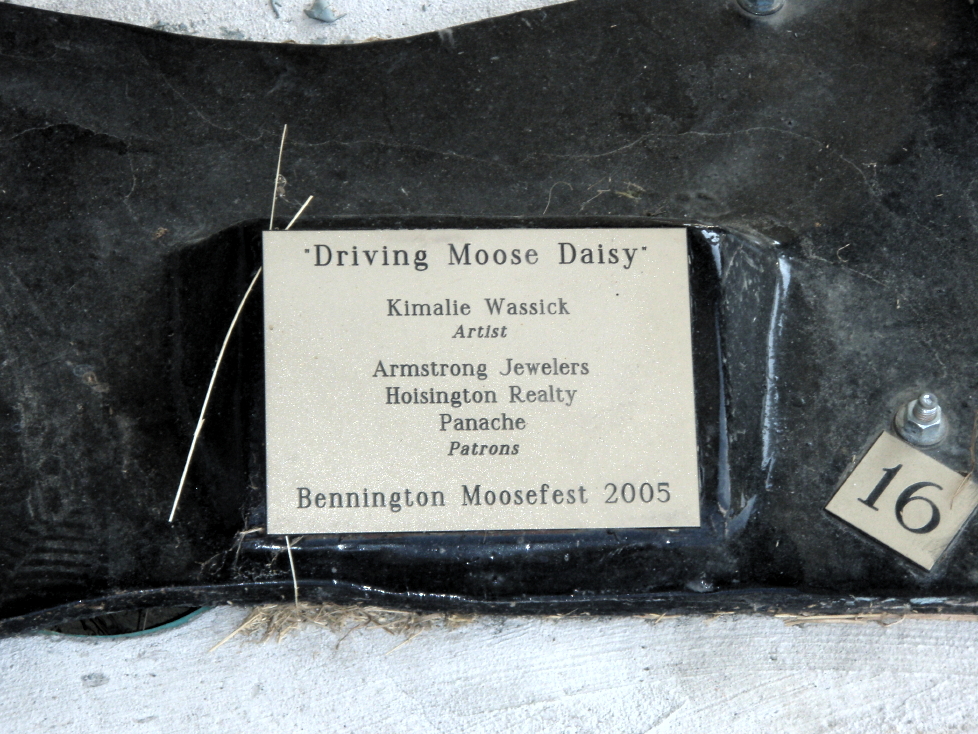 "Driving Moose Daisy"
Kimalie Wassick
Artist
Armstrong Jewelers
Hoisington Realty
Panache
Patrons
Bennington Moosefest 2005
16